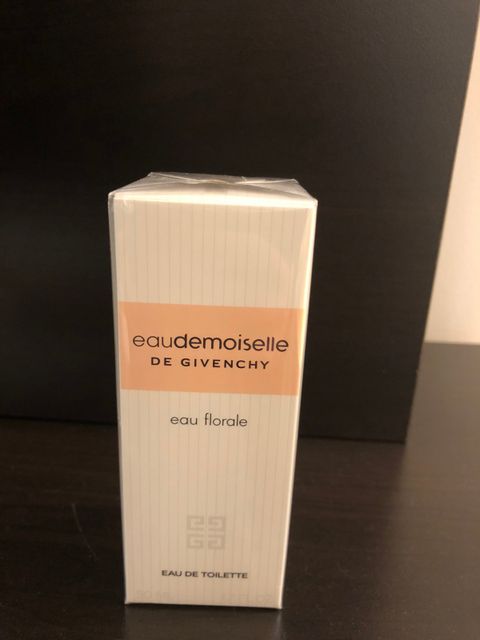 eaudemoiselle
DE GIVENCHY
eau florale
EAU DE TOILETTE